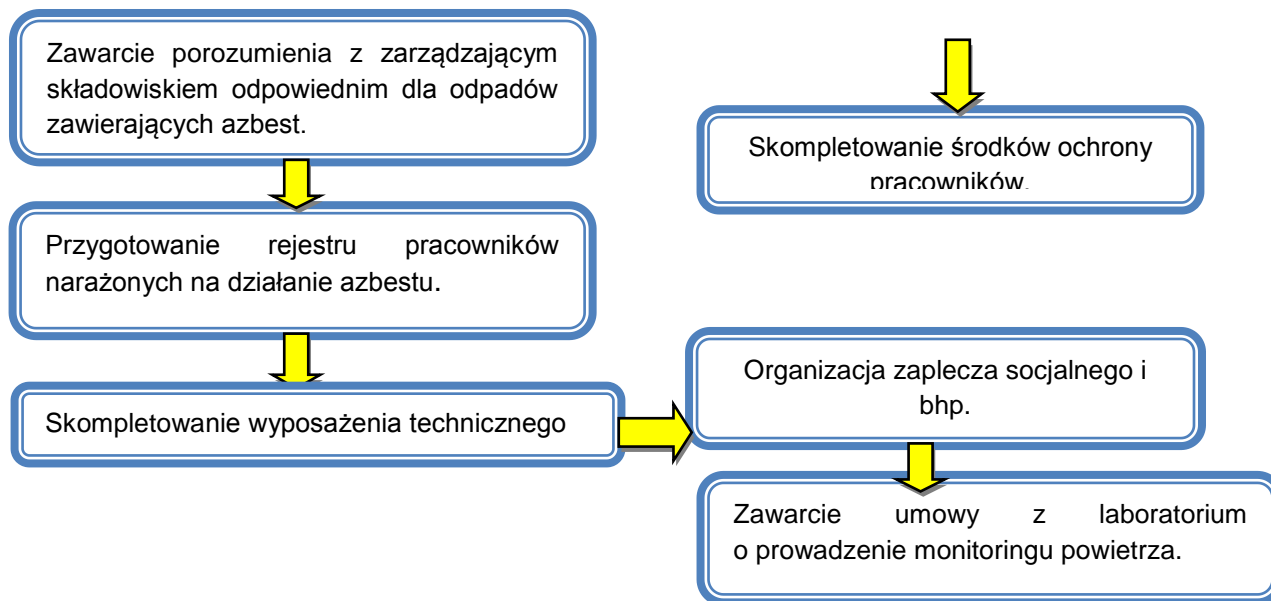 Zawarcie porozumienia z zarządzającym
składowiskiem odpowiednim dla odpadów
zawierających azbest.
Skompletowanie środków ochrony
pracowników.
Przygotowanie rejestru pracowników
narażonych na działanie azbestu.
Organizacja zaplecza socjalnego i
bhp.
Skompletowanie wyposażenia technicznego
Zawarcie umowy z laboratorium
o prowadzenie monitoringu powietrza.